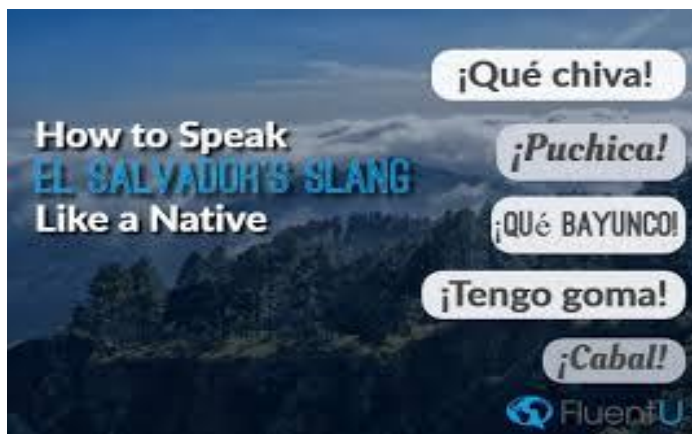 How to Speak
EL SALVADOR'S SLANG
Like a Native
¡Qué chiva!
¡Puchica!
¡QUé BAYUNCO!
¡Tengo goma!
¡Cabal!
FluentU